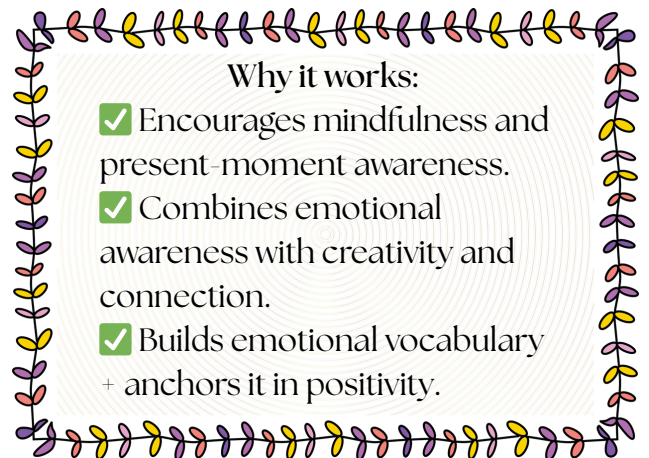 Why it works:
✅ Encourages mindfulness and
present-moment awareness.
✅ Combines emotional
awareness with creativity and
connection.
✅ Builds emotional vocabulary
+ anchors it in positivity.